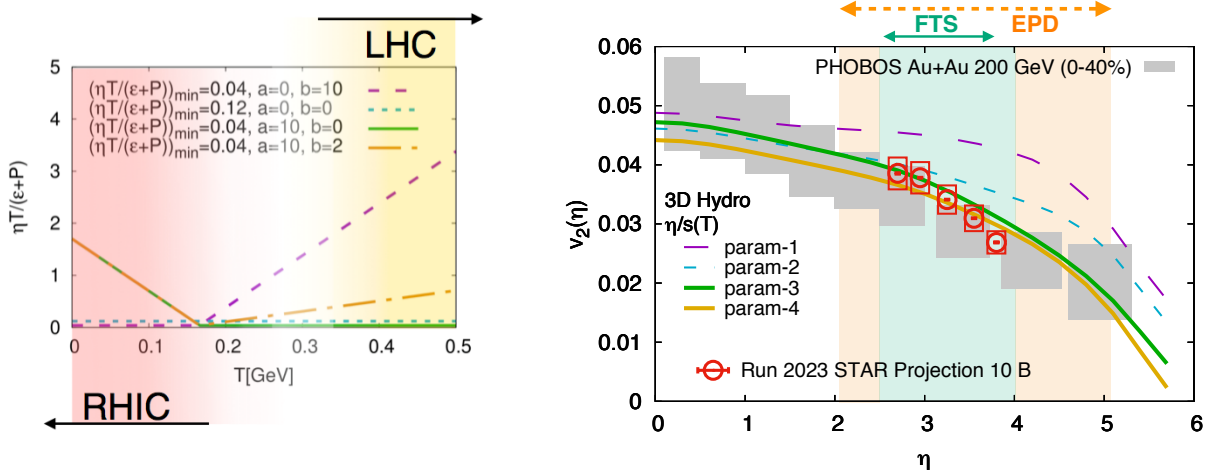 LHC
ηT/(ε+P)
5
4
3
2
1
0
(ηT/(ε+P))min=0.04, a=0, b=10
(ηT/(ε+P))min=0.12, a=0, b=0
(ηT/(ε+P))min=0.04, a=10, b=0
(ηT/(ε+P))min=0.04, a=10, b=2
0 0.1 0.2 0.3 0.4 0.5
T[GeV]
RHIC
FTS EPD
v2(η)
0.06
0.05
0.04
0.03
0.02
0.01
0
PHOBOS Au+Au 200 GeV (0-40%)
3D Hydro
η/s(T)
param-1
param-2
param-3
param-4
Run 2023 STAR Projection 10 B
0 1 2 3 4 5 6
η